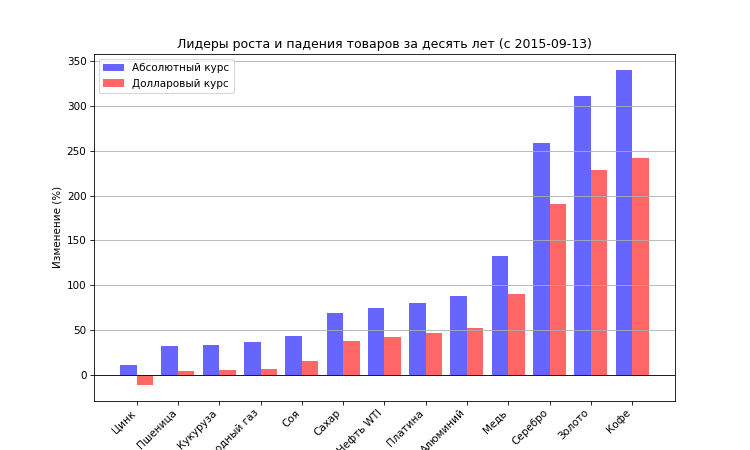 Лидеры роста и падения товаров за десять лет (с 2015-09-13)
Абсолютный курс
Долларовый курс
Изменение (%)
350
300
250
200
150
100
50
0
Цинк
Пшеница
Кукуруза
газ
Соя
Сахар
Нефть WTI
Платина
Алюминий
Медь
Серебро
Золото
Кофе